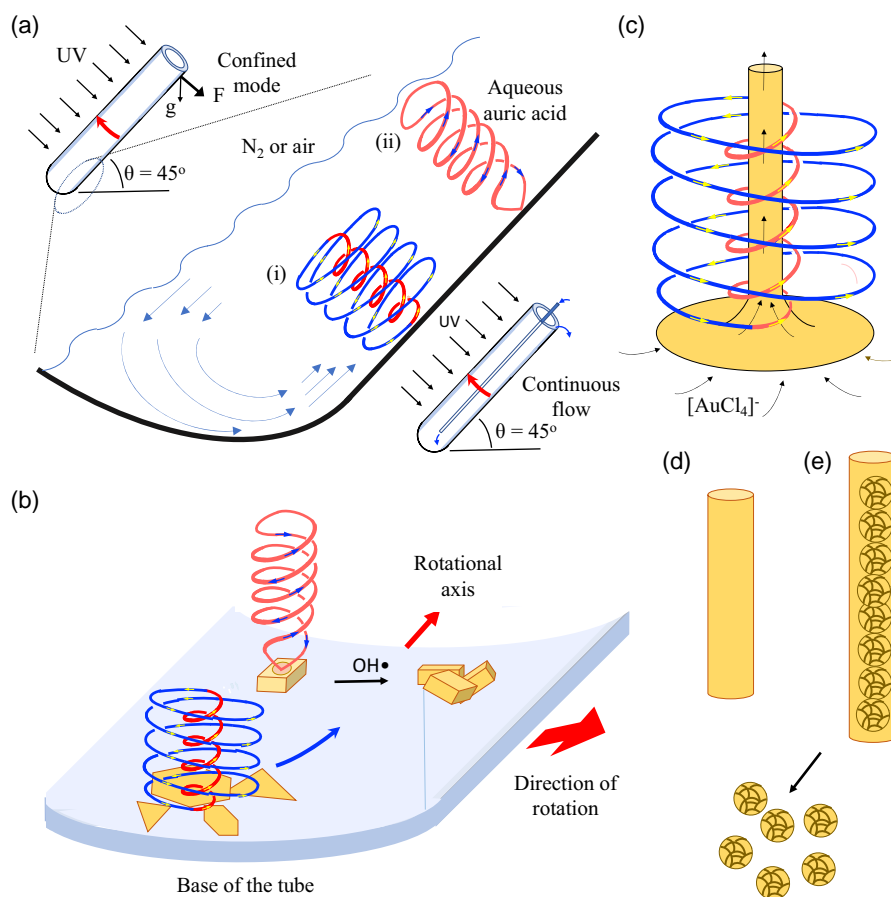 (a)
UV
Confined
mode
F
g
θ = 45°
N₂ or air
Aqueous
auric acid
(ii)
(i)
UV
Continuous
flow
θ = 45°
(b)
Rotational
axis
OH•
Direction of
rotation
Base of the tube
(c)
[AuCl₄]⁻
(d)
(e)